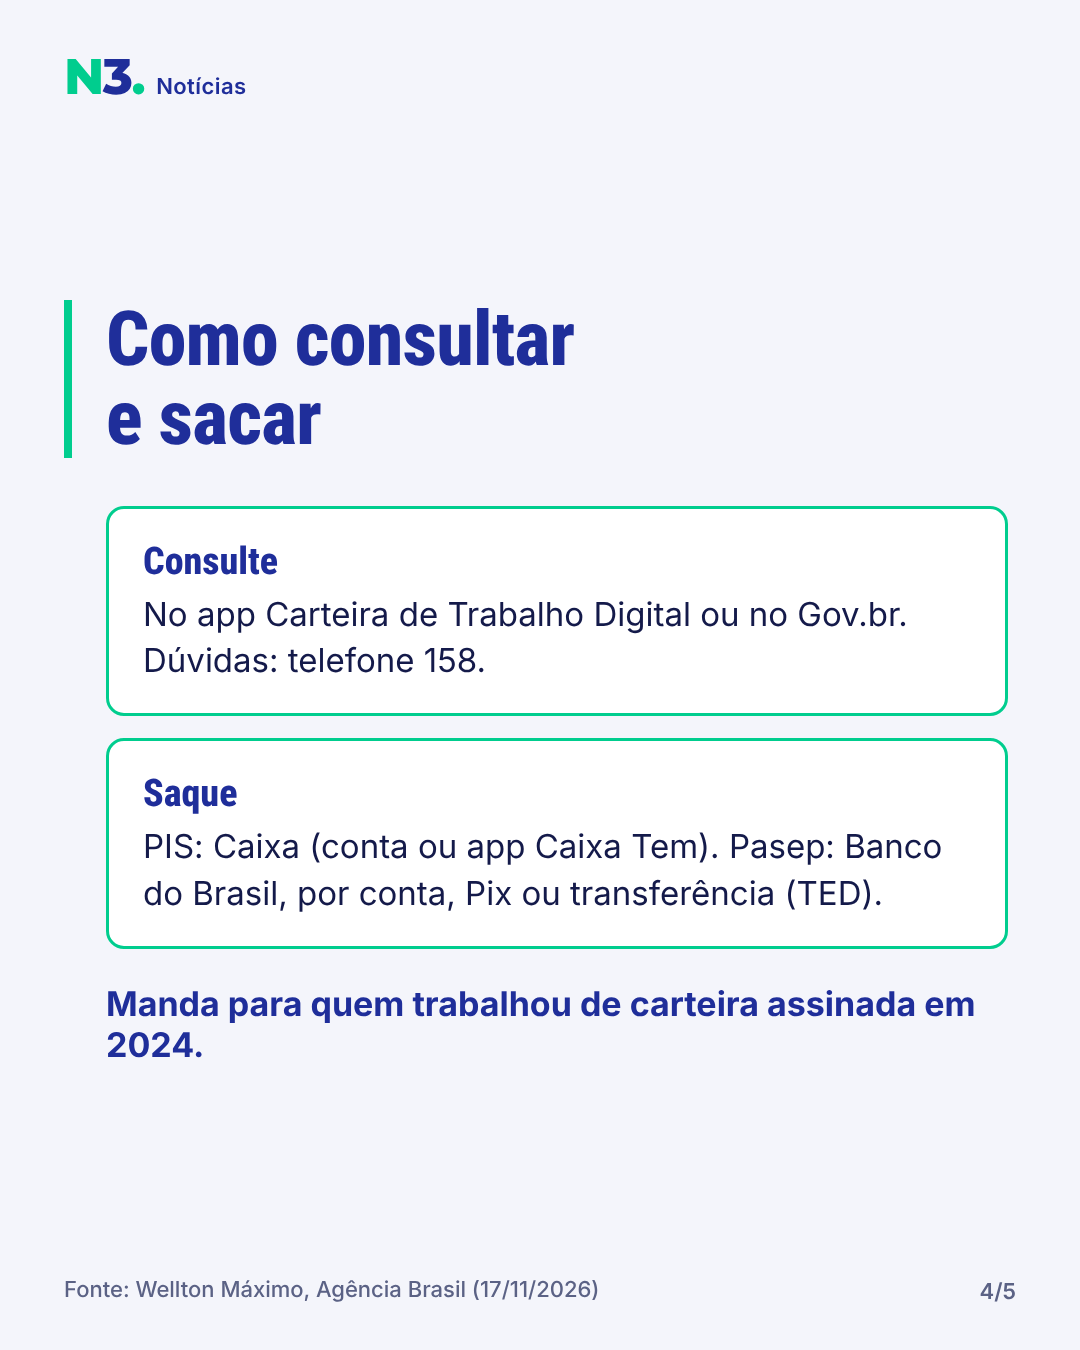 N3. Notícias
Como consultar
e sacar
Consulte
No app Carteira de Trabalho Digital ou no Gov.br.
Dúvidas: telefone 158.
Saque
PIS: Caixa (conta ou app Caixa Tem). Pasep: Banco
do Brasil, por conta, Pix ou transferência (TED).
Manda para quem trabalhou de carteira assinada em
2024.
Fonte: Wellton Máximo, Agência Brasil (17/11/2026)
4/5